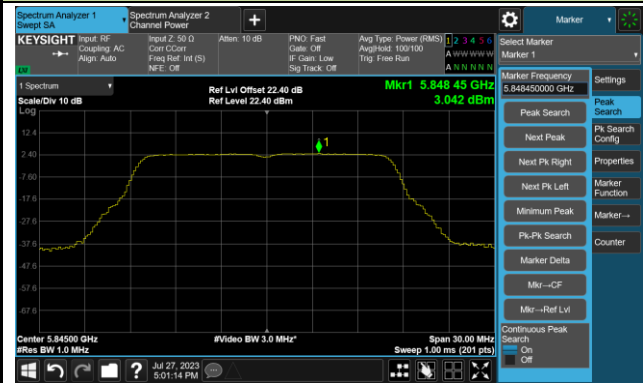 Spectrum Analyzer 1
Swept SA
Spectrum Analyzer 2
Channel Power
Marker
KEYSIGHT
Input: RF
Coupling: AC
Align: Auto
Input Z: 50 Ω
Corr CCorr
Freq Ref: Int (S)
NFE: Off
Atten: 10 dB
PNO: Fast
Gate: Off
IF Gain: Low
Sig Track: Off
Avg Type: Power (RMS)
Avg|Hold: 100/100
Trig: Free Run
1 2 3 4 5 6
A W W W W W
A N N N N N
Select Marker
Marker 1
1 Spectrum
Scale/Div 10 dB
Log
Ref Lvl Offset 22.40 dB
Ref Level 22.40 dBm
Mkr1 5.848 45 GHz
3.042 dBm
12.4
2.40
-7.60
-17.6
-27.6
-37.6
-47.6
-57.6
-67.6
1
Center 5.84500 GHz
#Res BW 1.0 MHz
#Video BW 3.0 MHz*
Span 30.00 MHz
Sweep 1.00 ms (201 pts)
Marker Frequency
5.848450000 GHz
Peak Search
Next Peak
Next Pk Right
Next Pk Left
Minimum Peak
Pk-Pk Search
Marker Delta
Mkr→CF
Mkr→Ref Lvl
Continuous Peak
Search
On
Off
Settings
Peak
Search
Pk Search
Config
Properties
Marker
Function
Marker→
Counter
Jul 27, 2023
5:01:14 PM